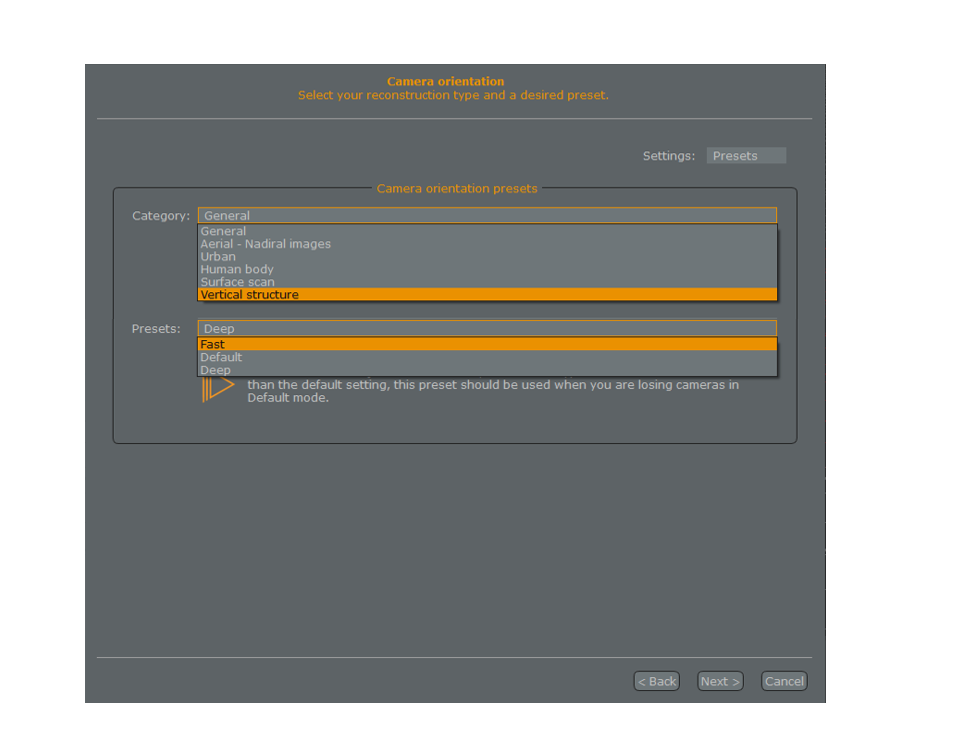 Camera orientation
Select your reconstruction type and a desired preset.
Settings: Presets
Camera orientation presets
Category: General
General
Aerial - Nadiral images
Urban
Human body
Surface scan
Vertical structure
Presets: Deep
Fast
Default
Deep
than the default setting, this preset should be used when you are losing cameras in
Default mode.
< Back Next > Cancel